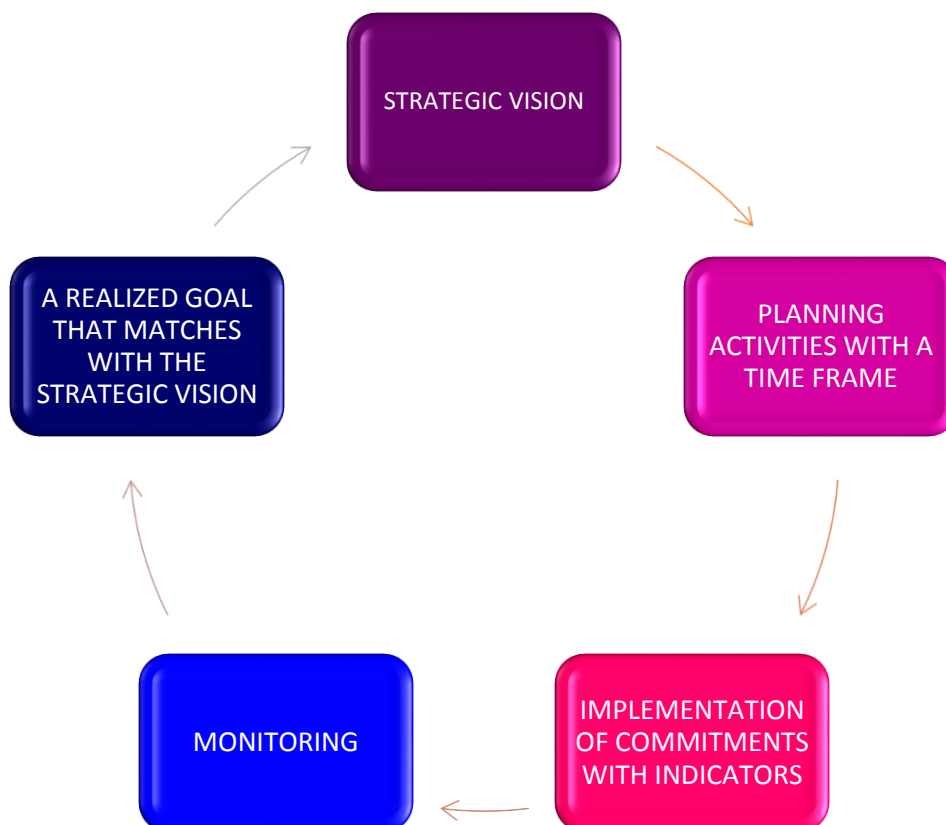 STRATEGIC VISION
PLANNING
ACTIVITIES WITH A
TIME FRAME
IMPLEMENTATION
OF COMMITMENTS
WITH INDICATORS
MONITORING
A REALIZED GOAL
THAT MATCHES
WITH THE
STRATEGIC VISION